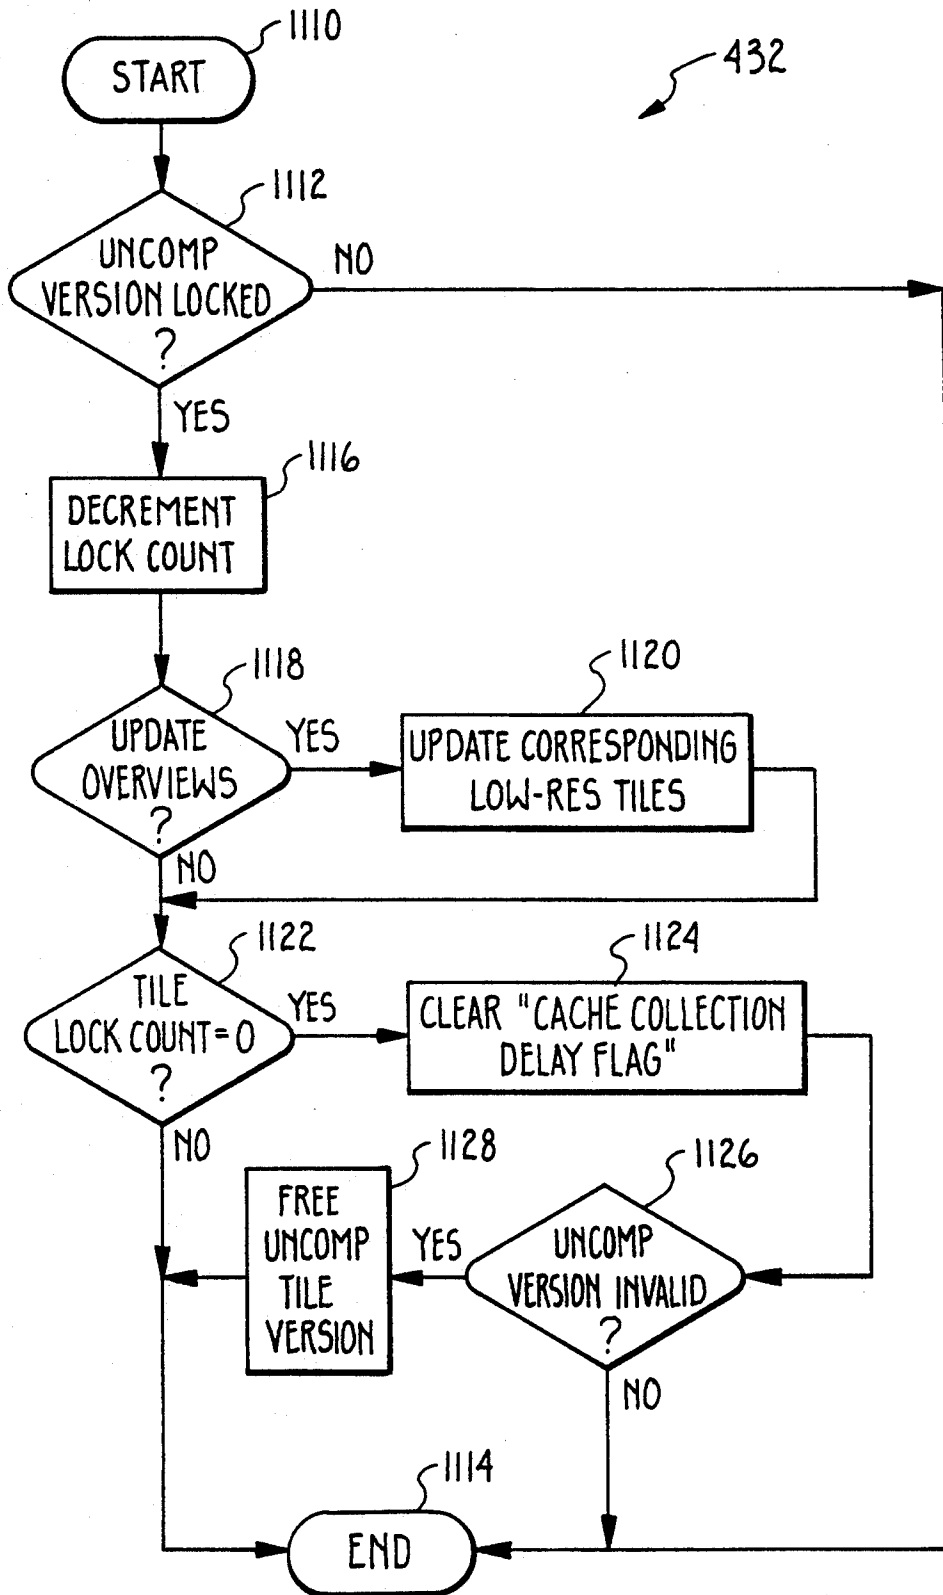 1110
START
432
1112
UNCOMP
VERSION LOCKED
?
NO
YES
1116
DECREMENT
LOCK COUNT
1118
UPDATE
OVERVIEWS
?
YES
1120
UPDATE CORRESPONDING
LOW-RES TILES
NO
1122
TILE
LOCK COUNT = 0
?
YES
1124
CLEAR "CACHE COLLECTION
DELAY FLAG"
NO
1128
FREE
UNCOMP
TILE
VERSION
YES
1126
UNCOMP
VERSION INVALID
?
NO
1114
END